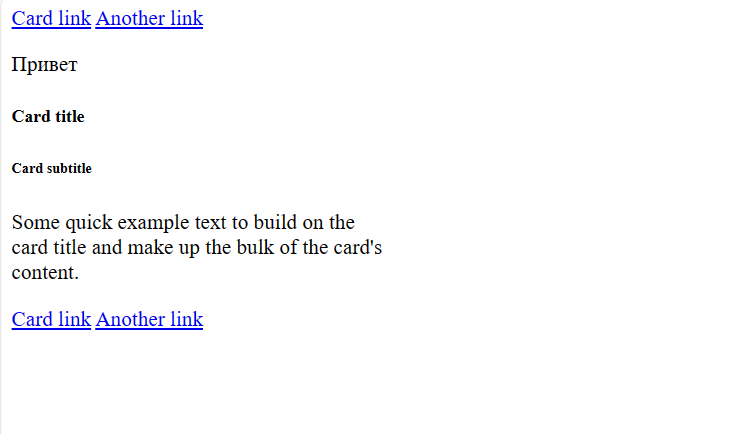 Card link Another link
Привет
Card title
Card subtitle
Some quick example text to build on the
card title and make up the bulk of the card's
content.
Card link Another link